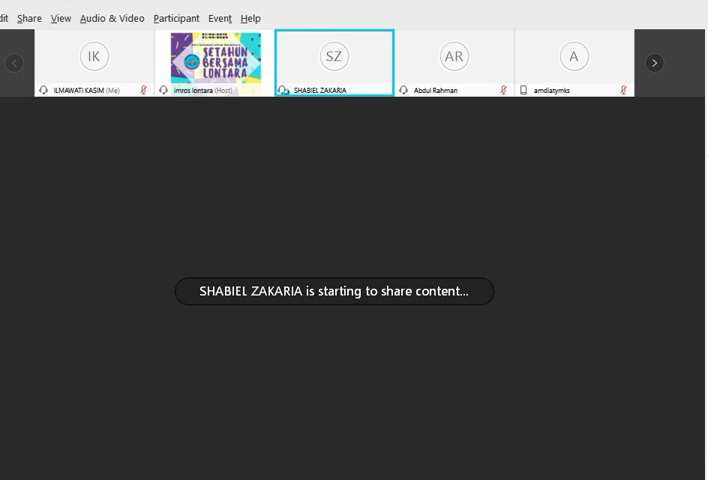 dit Share View Audio & Video Participant Event Help
IK
SETAHUN
BERSAMA
LONTARA
SZ
AR
A
ILMAWATI KASIM (Me)
Imros lontara (Host)
SHABIEL ZAKARIA
Abdul Rahman
amdiatymks
SHABIEL ZAKARIA is starting to share content...